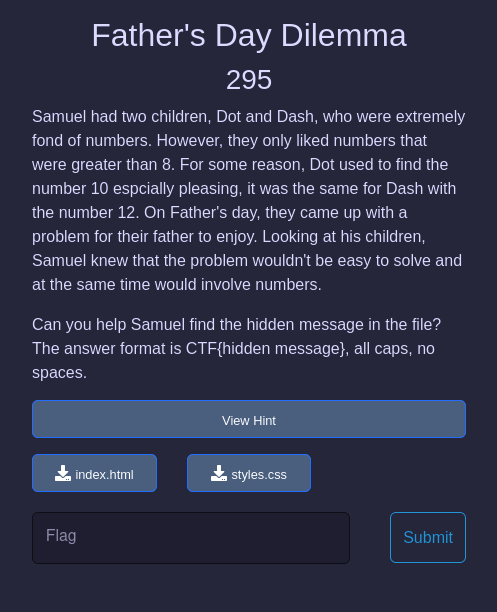 Father's Day Dilemma
295
Samuel had two children, Dot and Dash, who were extremely
fond of numbers. However, they only liked numbers that
were greater than 8. For some reason, Dot used to find the
number 10 espcially pleasing, it was the same for Dash with
the number 12. On Father's day, they came up with a
problem for their father to enjoy. Looking at his children,
Samuel knew that the problem wouldn't be easy to solve and
at the same time would involve numbers.
Can you help Samuel find the hidden message in the file?
The answer format is CTF{hidden message}, all caps, no
spaces.
View Hint
index.html styles.css
Flag Submit